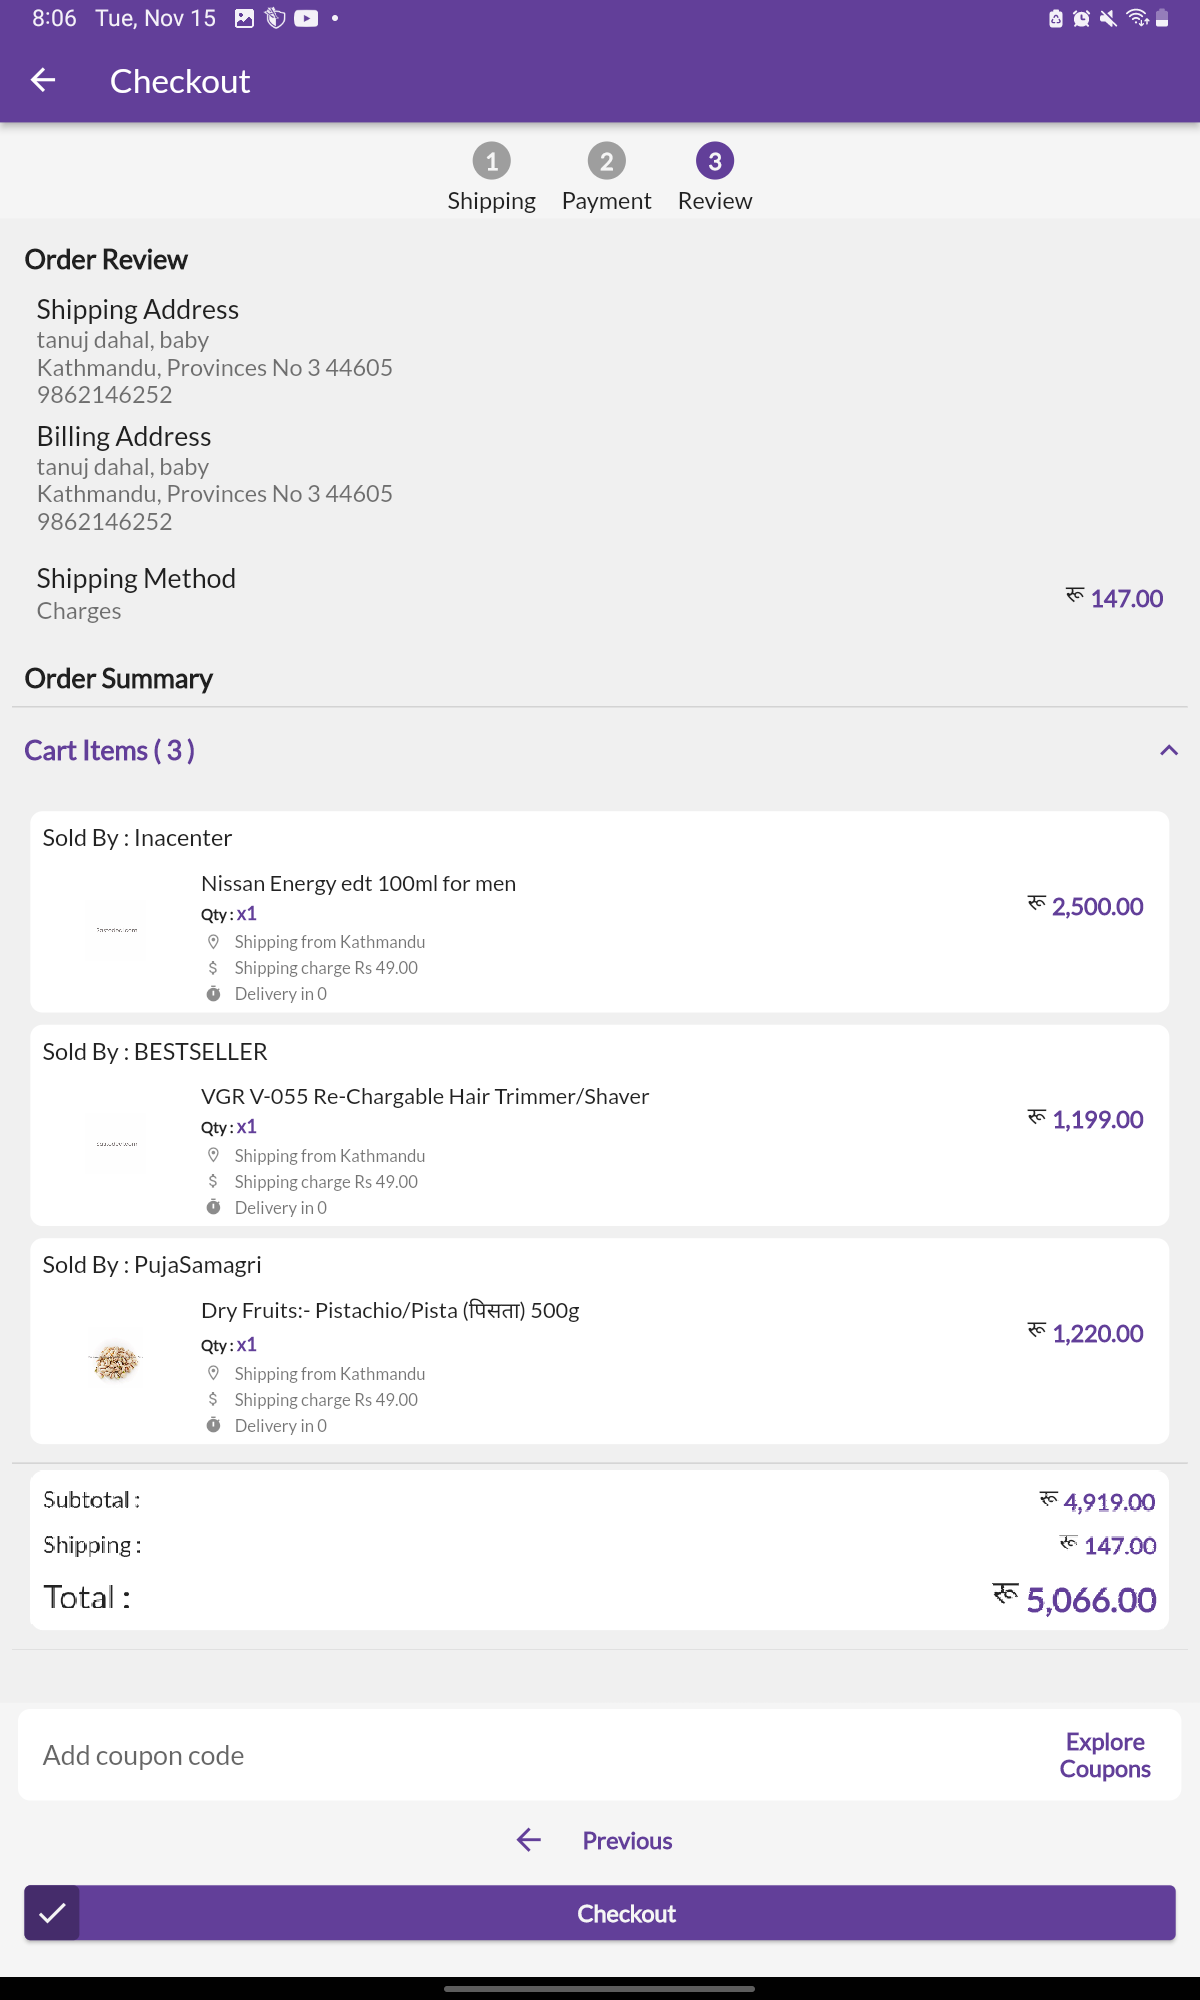 8:06 Tue, Nov 15
Checkout
1 2 3
Shipping Payment Review
Order Review
Shipping Address
tanuj dahal, baby
Kathmandu, Provinces No 3 44605
9862146252
Billing Address
tanuj dahal, baby
Kathmandu, Provinces No 3 44605
9862146252
Shipping Method
Charges
रू 147.00
Order Summary
Cart Items ( 3 )
Sold By : Inacenter
Nissan Energy edt 100ml for men
रू 2,500.00
Qty : x1
Shipping from Kathmandu
$ Shipping charge Rs 49.00
Delivery in 0
Sold By : BESTSELLER
VGR V-055 Re-Chargable Hair Trimmer/Shaver
रू 1,199.00
Qty : x1
Shipping from Kathmandu
$ Shipping charge Rs 49.00
Delivery in 0
Sold By : PujaSamagri
Dry Fruits:- Pistachio/Pista (पिसता) 500g
रू 1,220.00
Qty : x1
Shipping from Kathmandu
$ Shipping charge Rs 49.00
Delivery in 0
Subtotal : रू 4,919.00
Shipping : रू 147.00
Total : रू 5,066.00
Add coupon code
Explore
Coupons
Previous
Checkout